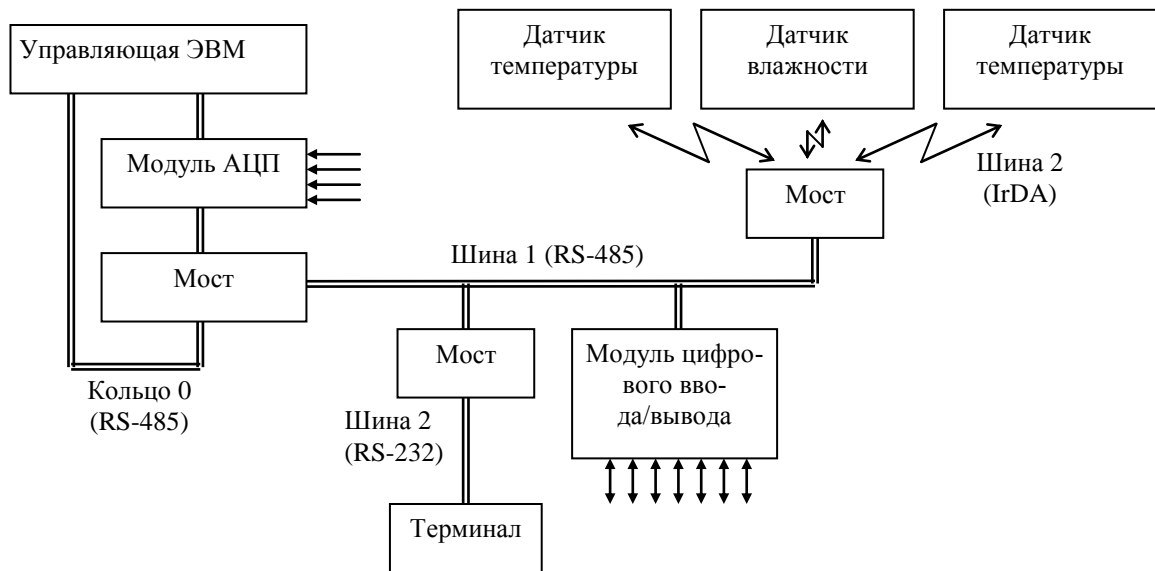 Управляющая ЭВМ
Датчик
температуры
Датчик
влажности
Датчик
температуры
Модуль АЦП
Шина 2
(IrDA)
Мост
Шина 1 (RS-485)
Мост
Мост
Модуль цифро-
вого вво-
да/вывода
Кольцо 0
(RS-485)
Шина 2
(RS-232)
Терминал